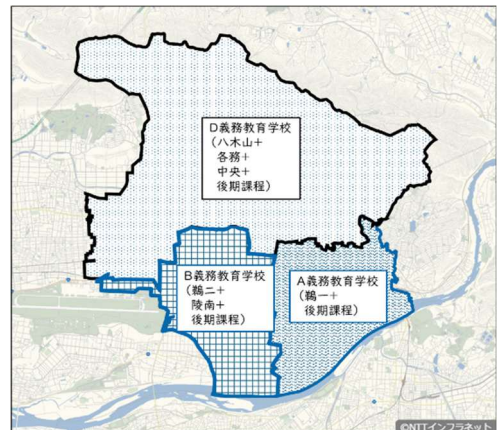 D義務教育学校
(八木山+
各務+
中央+
後期課程)
B義務教育学校
(鵜二+
陵南+
後期課程)
A義務教育学校
(鵜一+
後期課程)
©NTTインフラネット